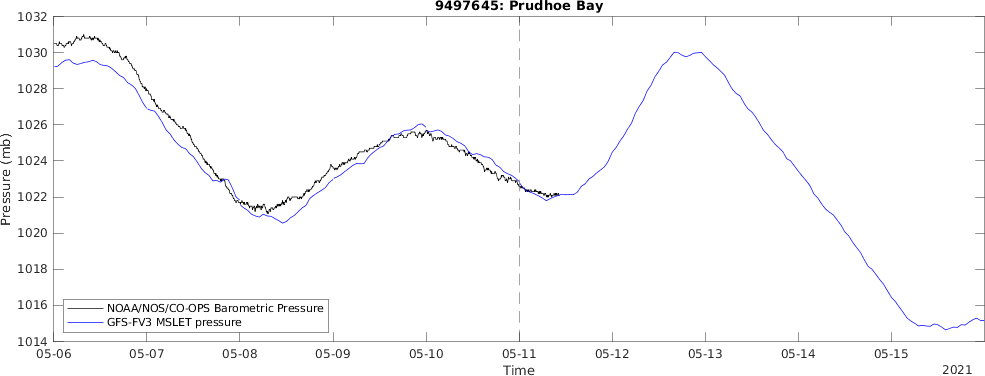 9497645: Prudhoe Bay
Pressure (mb)
1032
1030
1028
1026
1024
1022
1020
1018
1016
1014
NOAA/NOS/CO-OPS Barometric Pressure
GFS-FV3 MSLET pressure
05-06 05-07 05-08 05-09 05-10 05-11 05-12 05-13 05-14 05-15
Time
2021